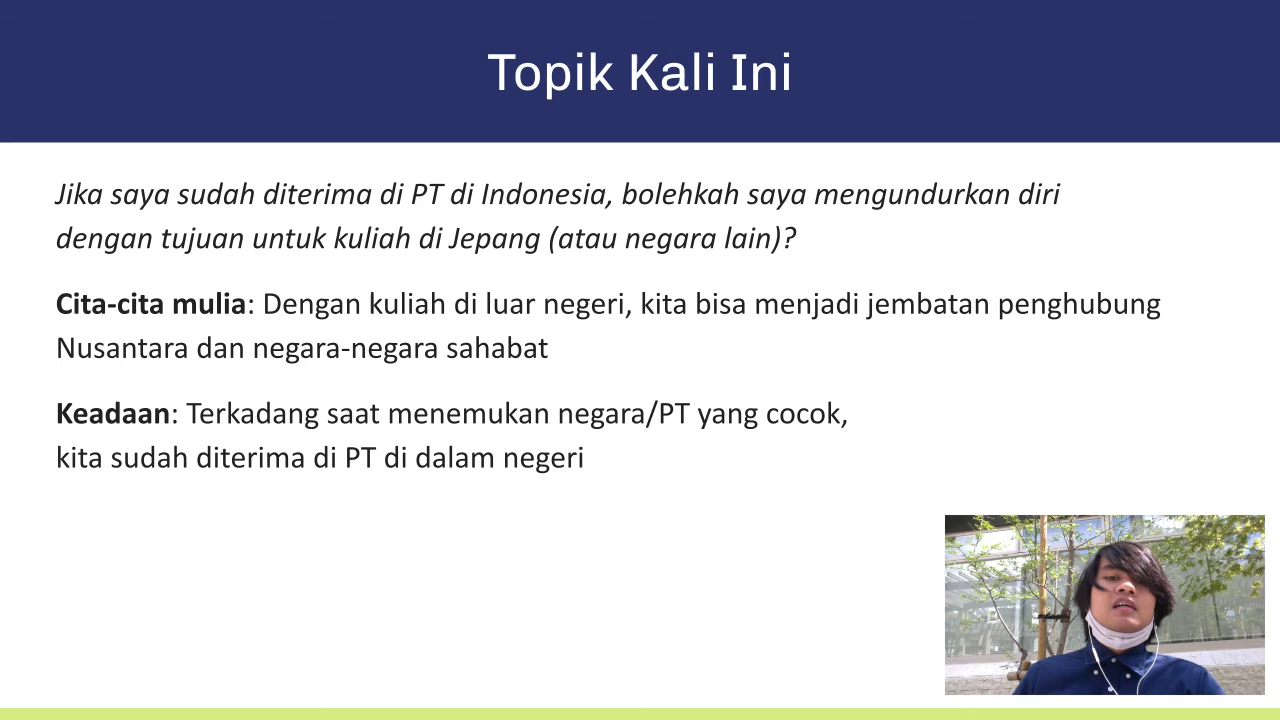 Topik Kali Ini
Jika saya sudah diterima di PT di Indonesia, bolehkah saya mengundurkan diri
dengan tujuan untuk kuliah di Jepang (atau negara lain)?
Cita-cita mulia: Dengan kuliah di luar negeri, kita bisa menjadi jembatan penghubung
Nusantara dan negara-negara sahabat
Keadaan: Terkadang saat menemukan negara/PT yang cocok,
kita sudah diterima di PT di dalam negeri